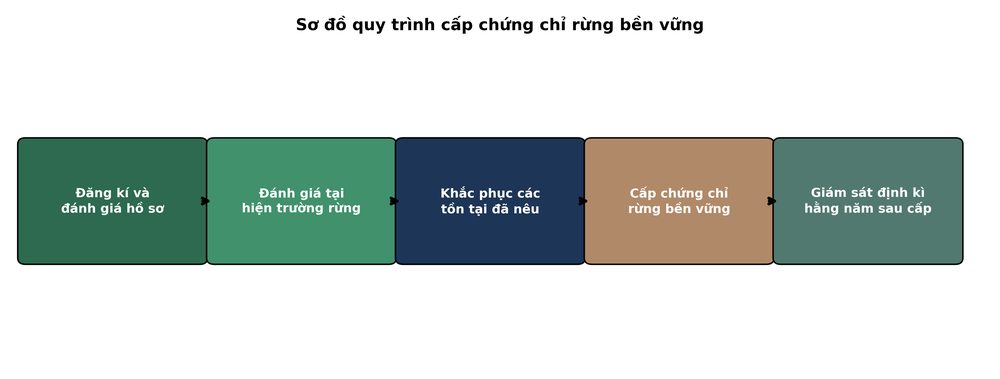 Sơ đồ quy trình cấp chứng chỉ rừng bền vững
Đăng kí và
đánh giá hồ sơ
Đánh giá tại
hiện trường rừng
Khắc phục các
tồn tại đã nêu
Cấp chứng chỉ
rừng bền vững
Giám sát định kì
hằng năm sau cấp